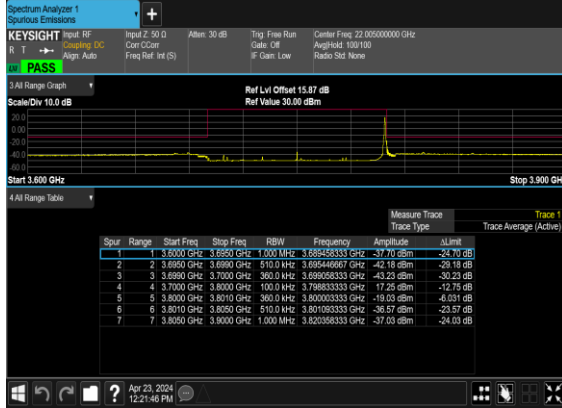 Spectrum Analyzer 1
Spurious Emissions
+
KEYSIGHT Input: RF Input Z: 50 Ω Atten: 30 dB Trig: Free Run Center Freq: 22.005000000 GHz
R T Coupling: DC Corr CCorr Gate: Off Avg|Hold: 100/100
Align: Auto Freq Ref: Int (S) IF Gain: Low Radio Std: None
PASS
3 All Range Graph
Ref Lvl Offset 15.87 dB
Scale/Div 10.0 dB Ref Value 30.00 dBm
20.0
0.00
-20.0
-40.0
-60.0
Start 3.600 GHz Stop 3.900 GH
4 All Range Table
Measure Trace Trace 1
Trace Type Trace Average (Active)
Spur Range Start Freq Stop Freq RBW Frequency Amplitude ΔLimit
1 1 3.6000 GHz 3.6950 GHz 1.000 MHz 3.689458333 GHz -37.70 dBm -24.70 dB
2 2 3.6950 GHz 3.6990 GHz 510.0 kHz 3.695446667 GHz -42.18 dBm -29.18 dB
3 3 3.6990 GHz 3.7000 GHz 360.0 kHz 3.699058333 GHz -43.23 dBm -30.23 dB
4 4 3.7000 GHz 3.8000 GHz 100.0 kHz 3.798833333 GHz 17.25 dBm -12.75 dB
5 5 3.8000 GHz 3.8010 GHz 360.0 kHz 3.800003333 GHz -19.03 dBm -6.031 dB
6 6 3.8010 GHz 3.8050 GHz 510.0 kHz 3.801093333 GHz -36.57 dBm -23.57 dB
7 7 3.8050 GHz 3.9000 GHz 1.000 MHz 3.820358333 GHz -37.03 dBm -24.03 dB
? Apr 23, 2024
12:21:46 PM